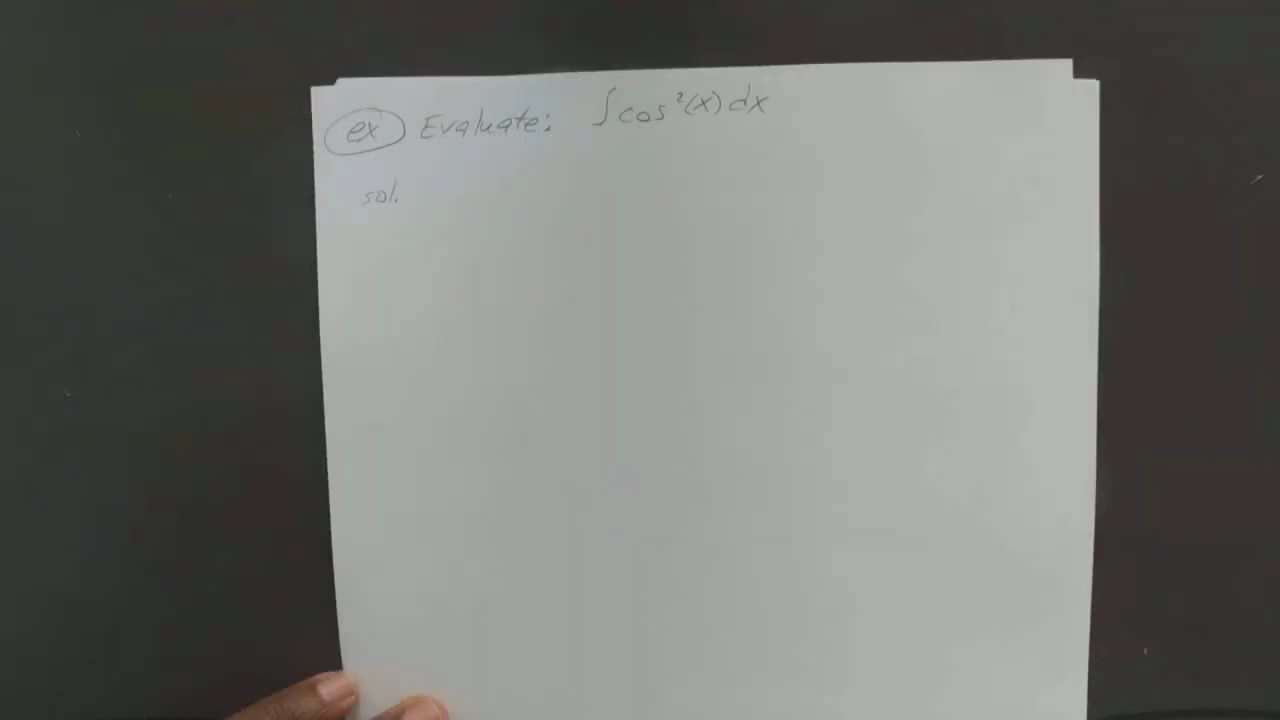 ex Evaluate: ∫cos²(x)dx
sol.